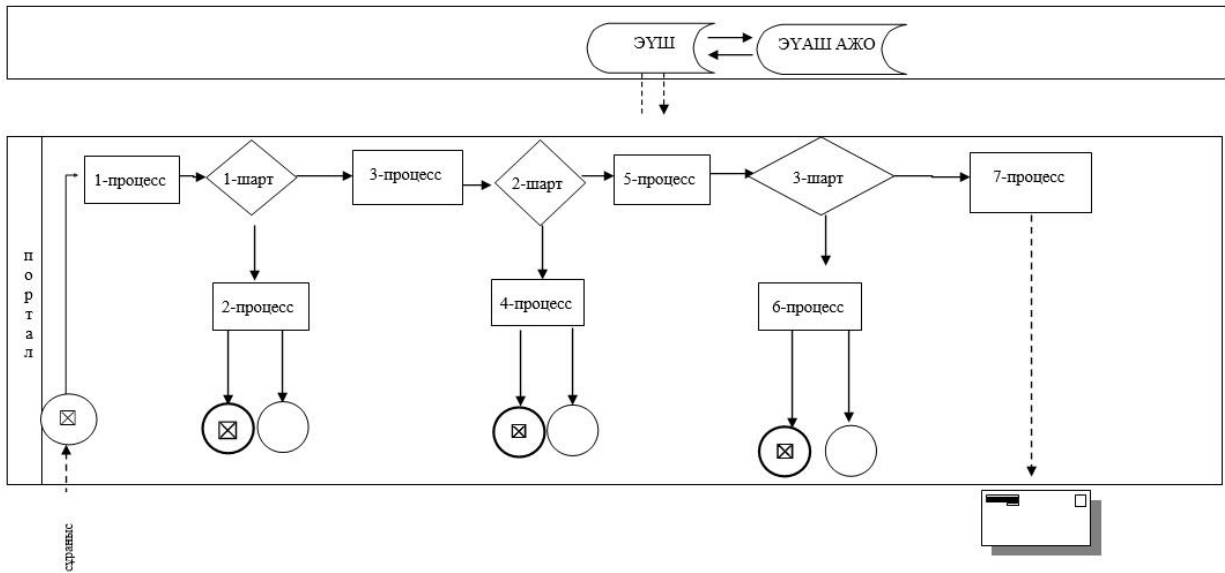 ЭҮШ
ЭҮАШ АЖО
1-процесс
1-шарт
3-процесс
2-шарт
5-процесс
3-шарт
7-процесс
портал
2-процесс
4-процесс
6-процесс
сұраныс